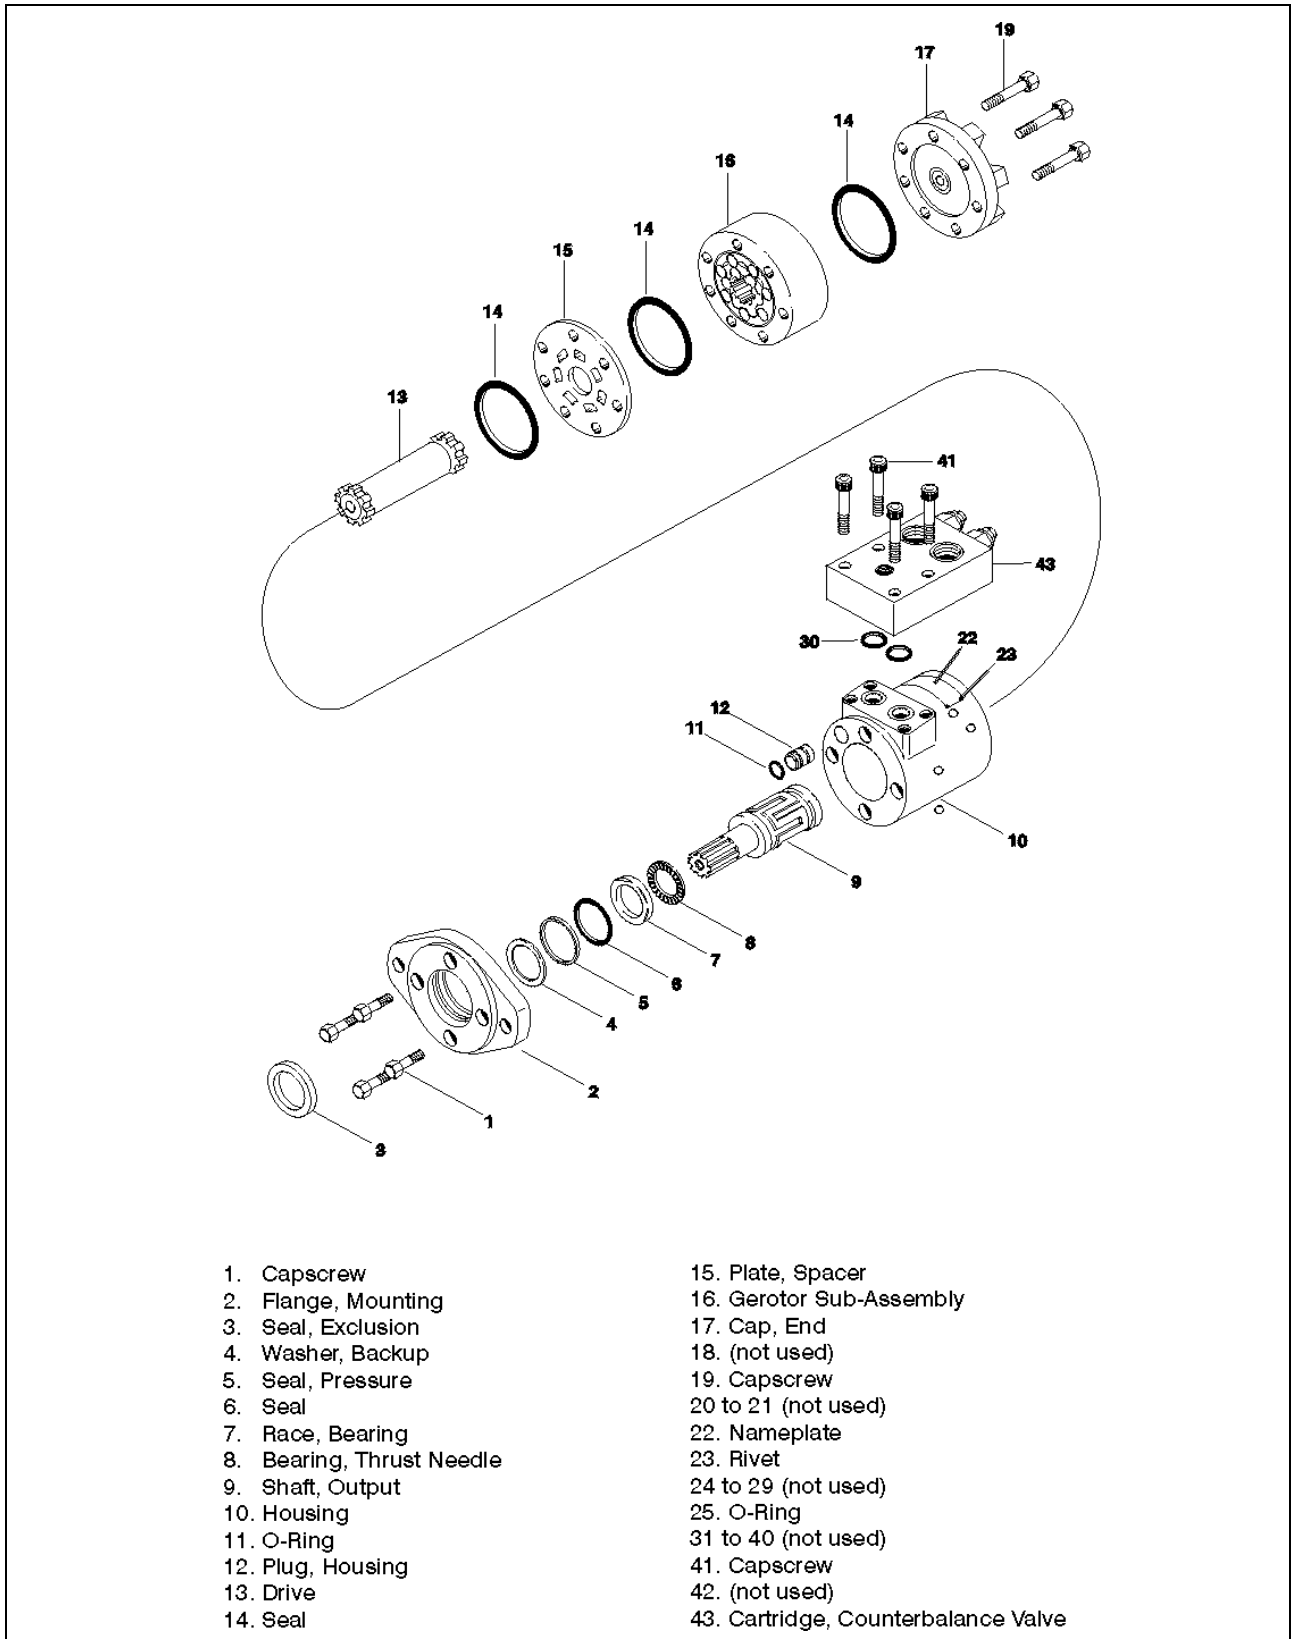 19
17
14
16
14
15
14
13
41
43
30
22
23
12
11
10
9
8
7
6
5
4
2
1
3
1. Capscrew
2. Flange, Mounting
3. Seal, Exclusion
4. Washer, Backup
5. Seal, Pressure
6. Seal
7. Race, Bearing
8. Bearing, Thrust Needle
9. Shaft, Output
10. Housing
11. O-Ring
12. Plug, Housing
13. Drive
14. Seal
15. Plate, Spacer
16. Gerotor Sub-Assembly
17. Cap, End
18. (not used)
19. Capscrew
20 to 21 (not used)
22. Nameplate
23. Rivet
24 to 29 (not used)
25. O-Ring
31 to 40 (not used)
41. Capscrew
42. (not used)
43. Cartridge, Counterbalance Valve